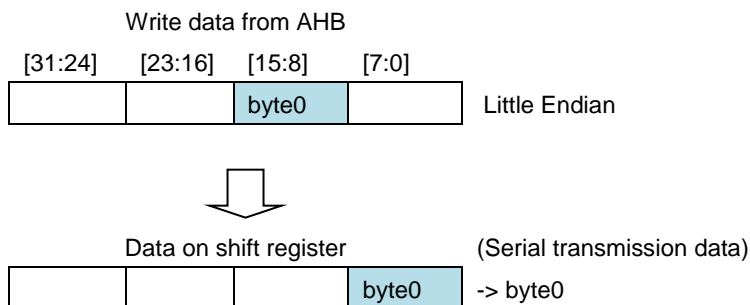 Write data from AHB
[31:24] [23:16] [15:8] [7:0]
byte0 Little Endian
Data on shift register (Serial transmission data)
byte0 -> byte0